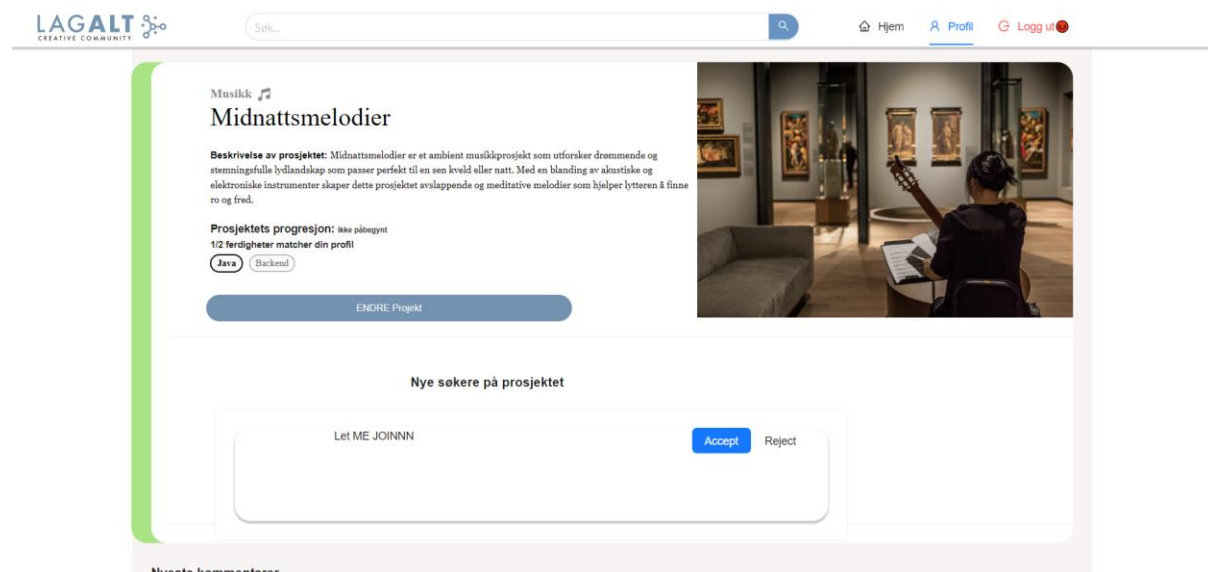 LAGALT
CREATIVE COMMUNITY
Søk...
Hjem
Profil
Logg ut
Musikk
Midnattsmelodier
Beskrivelse av prosjektet: Midnattsmelodier er et ambient musikkprosjekt som utforsker drømmende og
stemningsfulle lydlandskap som passer perfekt til en sen kveld eller natt. Med en blanding av akustiske og
elektroniske instrumenter skaper dette prosjektet avslappende og meditative melodier som hjelper lytteren å finne
ro og fred.
Prosjektets progresjon: Ikke påbegynt
1/2 ferdigheter matcher din profil
Java
Backend
ENDRE Projekt
Nye søkere på prosjektet
Let ME JOINNN
Accept
Reject